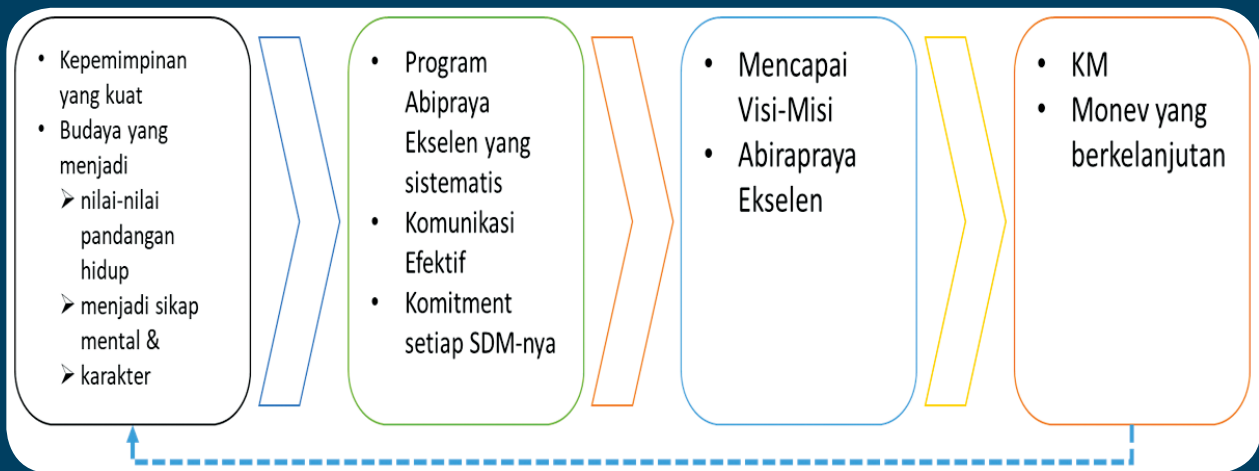 • Kepemimpinan
yang kuat
• Budaya yang
menjadi
➢ nilai-nilai
pandangan
hidup
➢ menjadi sikap
mental &
➢ karakter
• Program
Abipraya
Ekselen yang
sistematis
• Komunikasi
Efektif
• Komitment
setiap SDM-nya
• Mencapai
Visi-Misi
• Abirapraya
Ekselen
• KM
• Monev yang
berkelanjutan